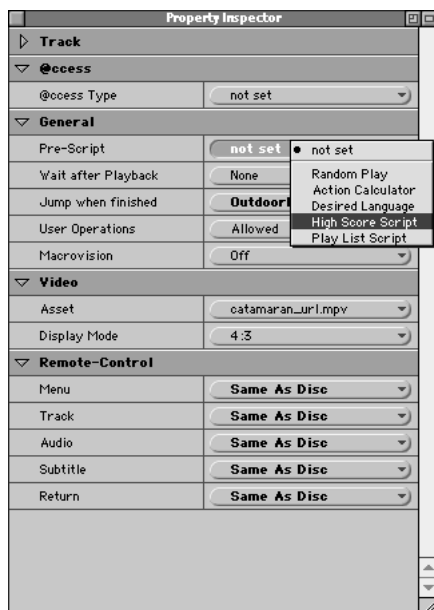 Property Inspector
Track
@ccess
@ccess Type not set
General
Pre-Script not set
not set
Random Play
Action Calculator
Desired Language
High Score Script
Play List Script
Wait after Playback None
Jump when finished
User Operations Allowed
Macrovision Off
Video
Asset catamaran_url.mpv
Display Mode 4:3
Remote-Control
Menu Same As Disc
Track Same As Disc
Audio Same As Disc
Subtitle Same As Disc
Return Same As Disc